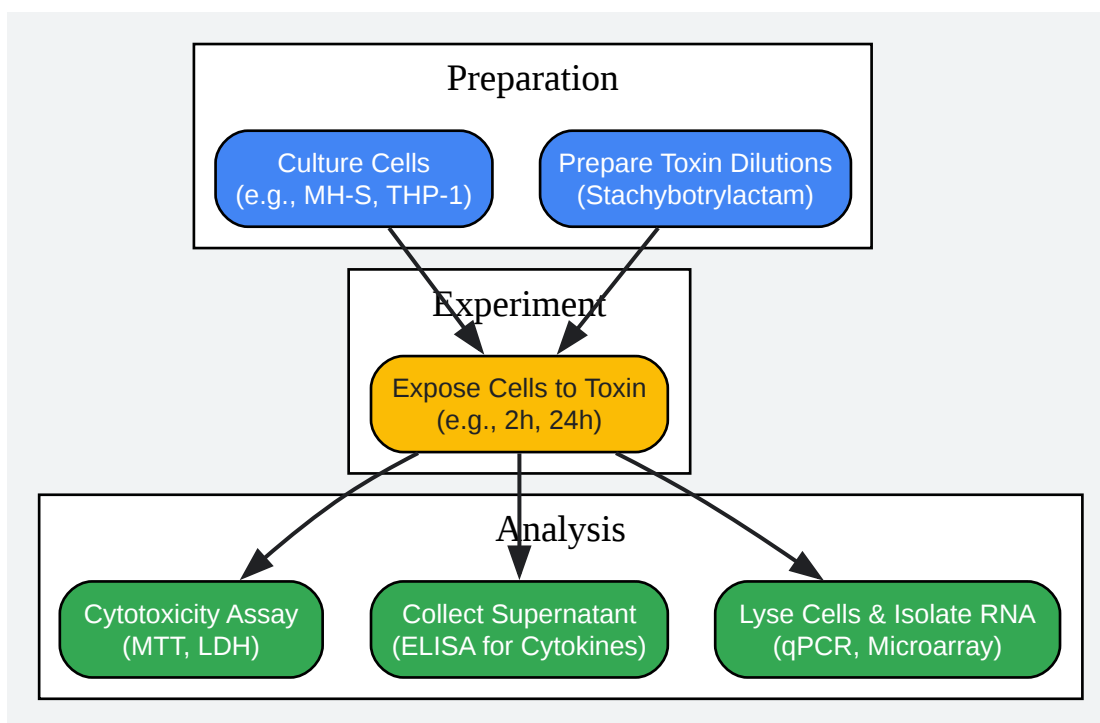 Preparation
Culture Cells
(e.g., MH-S, THP-1)
Prepare Toxin Dilutions
(Stachybotrylactam)
Experiment
Expose Cells to Toxin
(e.g., 2h, 24h)
Analysis
Cytotoxicity Assay
(MTT, LDH)
Collect Supernatant
(ELISA for Cytokines)
Lyse Cells & Isolate RNA
(qPCR, Microarray)